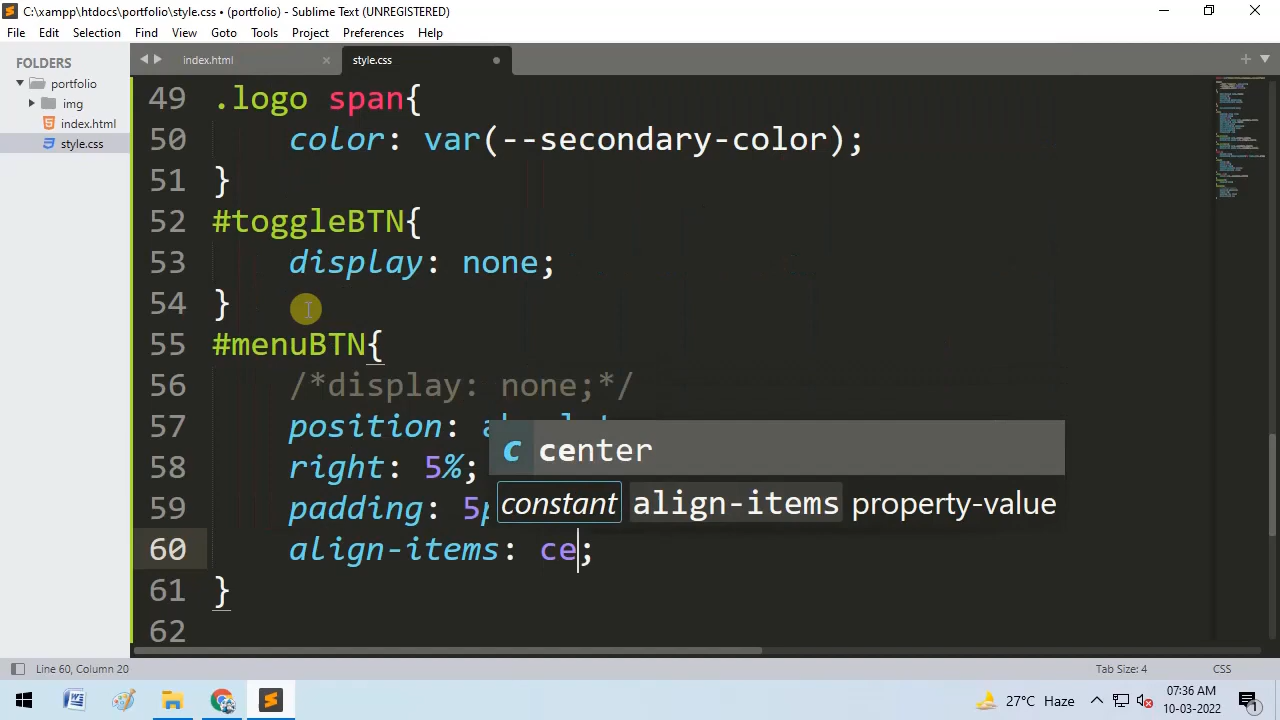 C:\xampp\htdocs\portfolio\style.css • (portfolio) - Sublime Text (UNREGISTERED)
File Edit Selection Find View Goto Tools Project Preferences Help
FOLDERS
portfolio
img
index.html
style.css
index.html
style.css
49 .logo span{
50 color: var(--secondary-color);
51 }
52 #toggleBTN{
53 display: none;
54 }
55 #menuBTN{
56 /*display: none;*/
57 position:
58 right: 5%;
59 padding: 5p
60 align-items: ce;
61 }
62
c center
constant align-items property-value
Line 60, Column 20
Tab Size: 4
CSS
27°C Haze
07:36 AM
10-03-2022
1